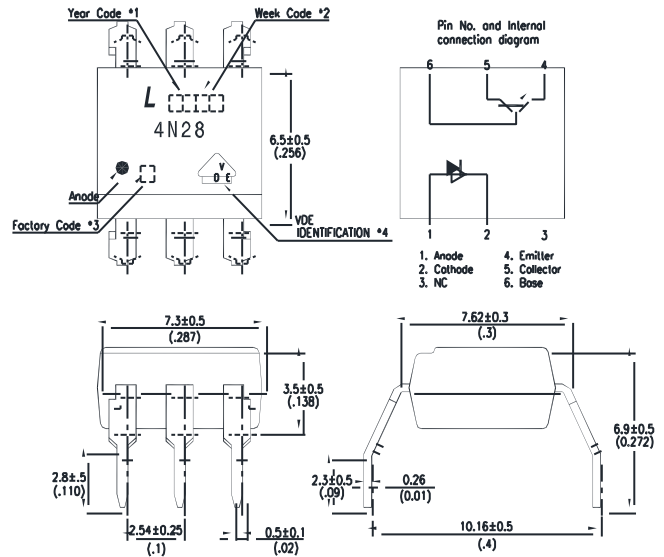 Year Code *1
Week Code *2
L
4N28
6.5±0.5
(.256)
V
D E
Anode
Factory Code *3
VDE
IDENTIFICATION *4
Pin No. and Internal
connection diagram
6 5 4
1 2 3
1. Anode 4. Emitter
2. Cathode 5. Collector
3. NC 6. Base
7.3±0.5
(.287)
3.5±0.5
(.138)
2.8±.5
(.110)
2.54±0.25
(.1)
0.5±0.1
(.02)
7.62±0.3
(.3)
6.9±0.5
(0.272)
2.3±0.5
(.09)
0.26
(0.01)
10.16±0.5
(.4)